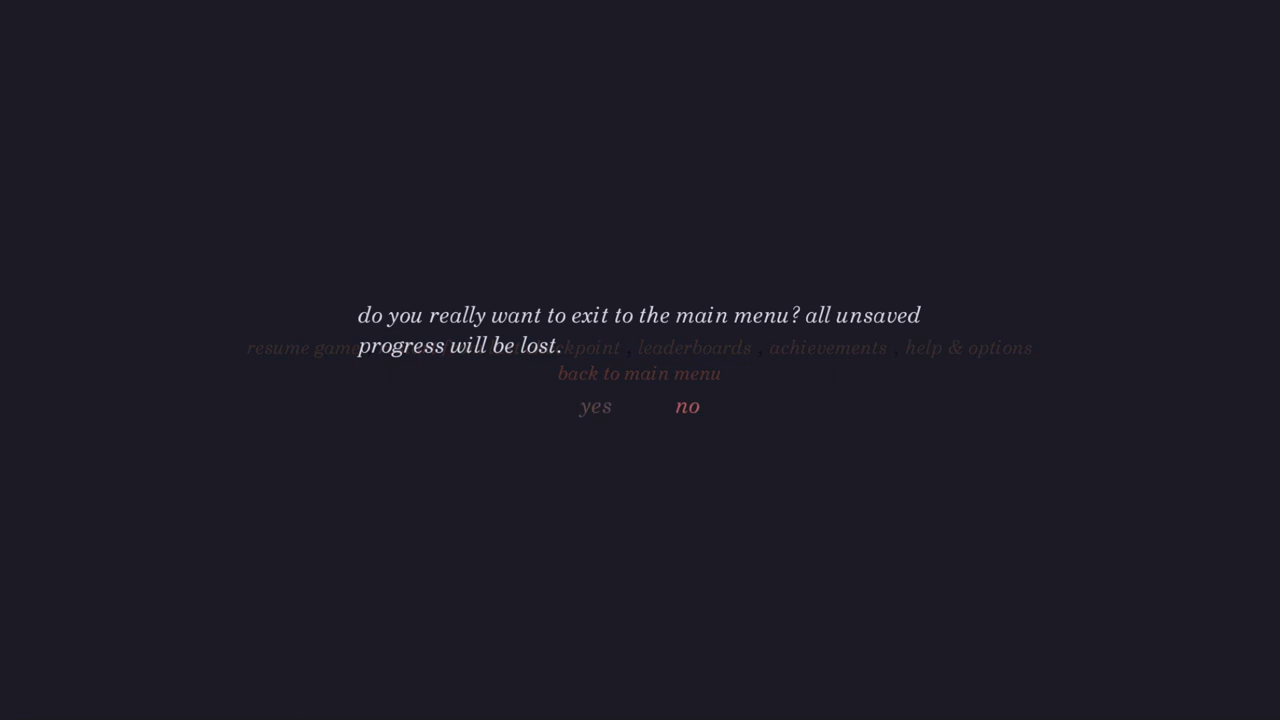 do you really want to exit to the main menu? all unsaved
progress will be lost.
resume game kpoint , leaderboards , achievements , help & options
back to main menu
yes no